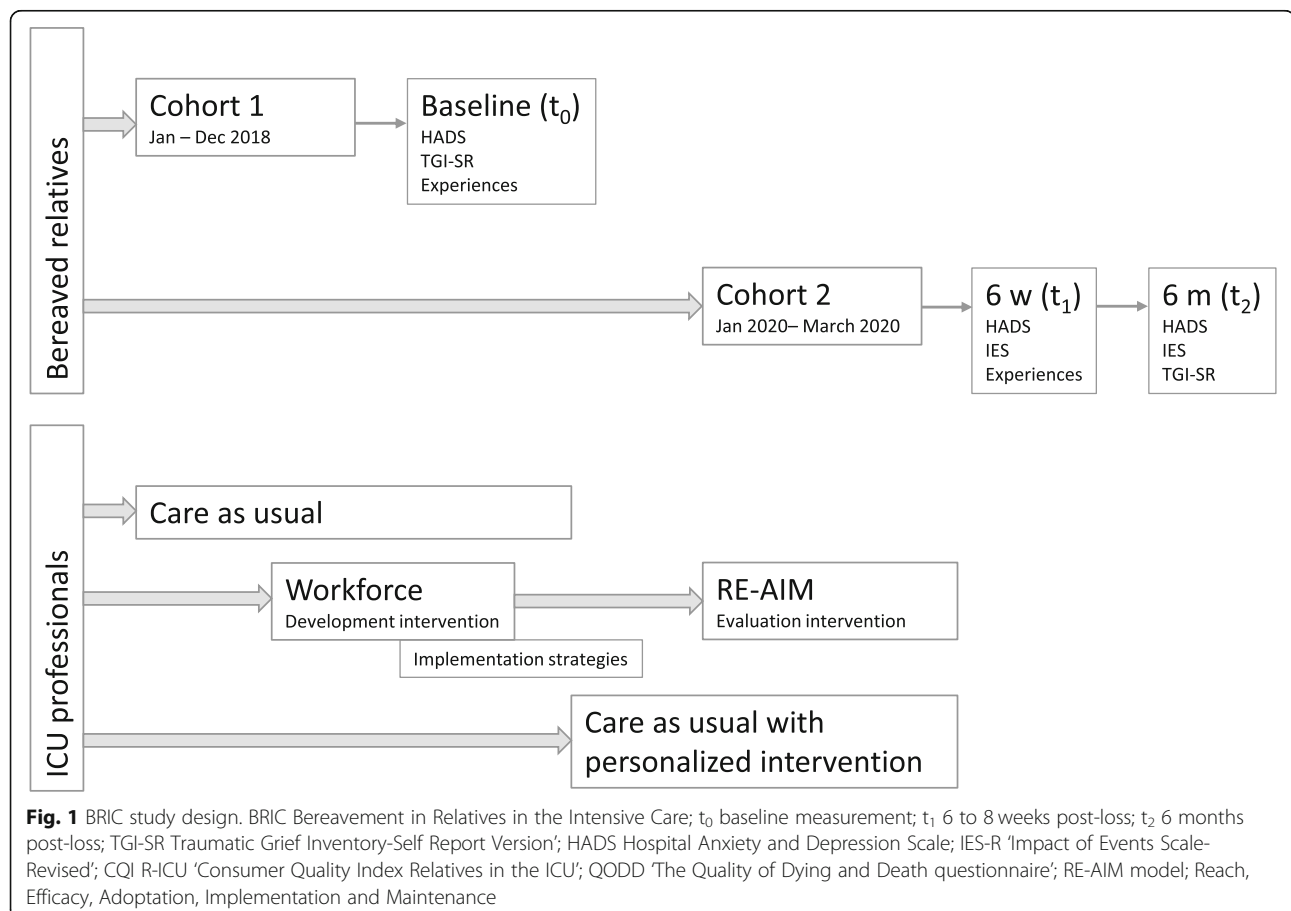 Bereaved relatives
Cohort 1
Jan – Dec 2018
Baseline (t0)
HADS
TGI-SR
Experiences
Cohort 2
Jan 2020– March 2020
6 w (t1)
HADS
IES
Experiences
6 m (t2)
HADS
IES
TGI-SR
ICU professionals
Care as usual
Workforce
Development intervention
Implementation strategies
RE-AIM
Evaluation intervention
Care as usual with
personalized intervention
Fig. 1 BRIC study design. BRIC Bereavement in Relatives in the Intensive Care; t0 baseline measurement; t1 6 to 8 weeks post-loss; t2 6 months
post-loss; TGI-SR Traumatic Grief Inventory-Self Report Version’; HADS Hospital Anxiety and Depression Scale; IES-R ‘Impact of Events Scale-
Revised’; CQI R-ICU ‘Consumer Quality Index Relatives in the ICU’; QODD ‘The Quality of Dying and Death questionnaire’; RE-AIM model; Reach,
Efficacy, Adoption, Implementation and Maintenance